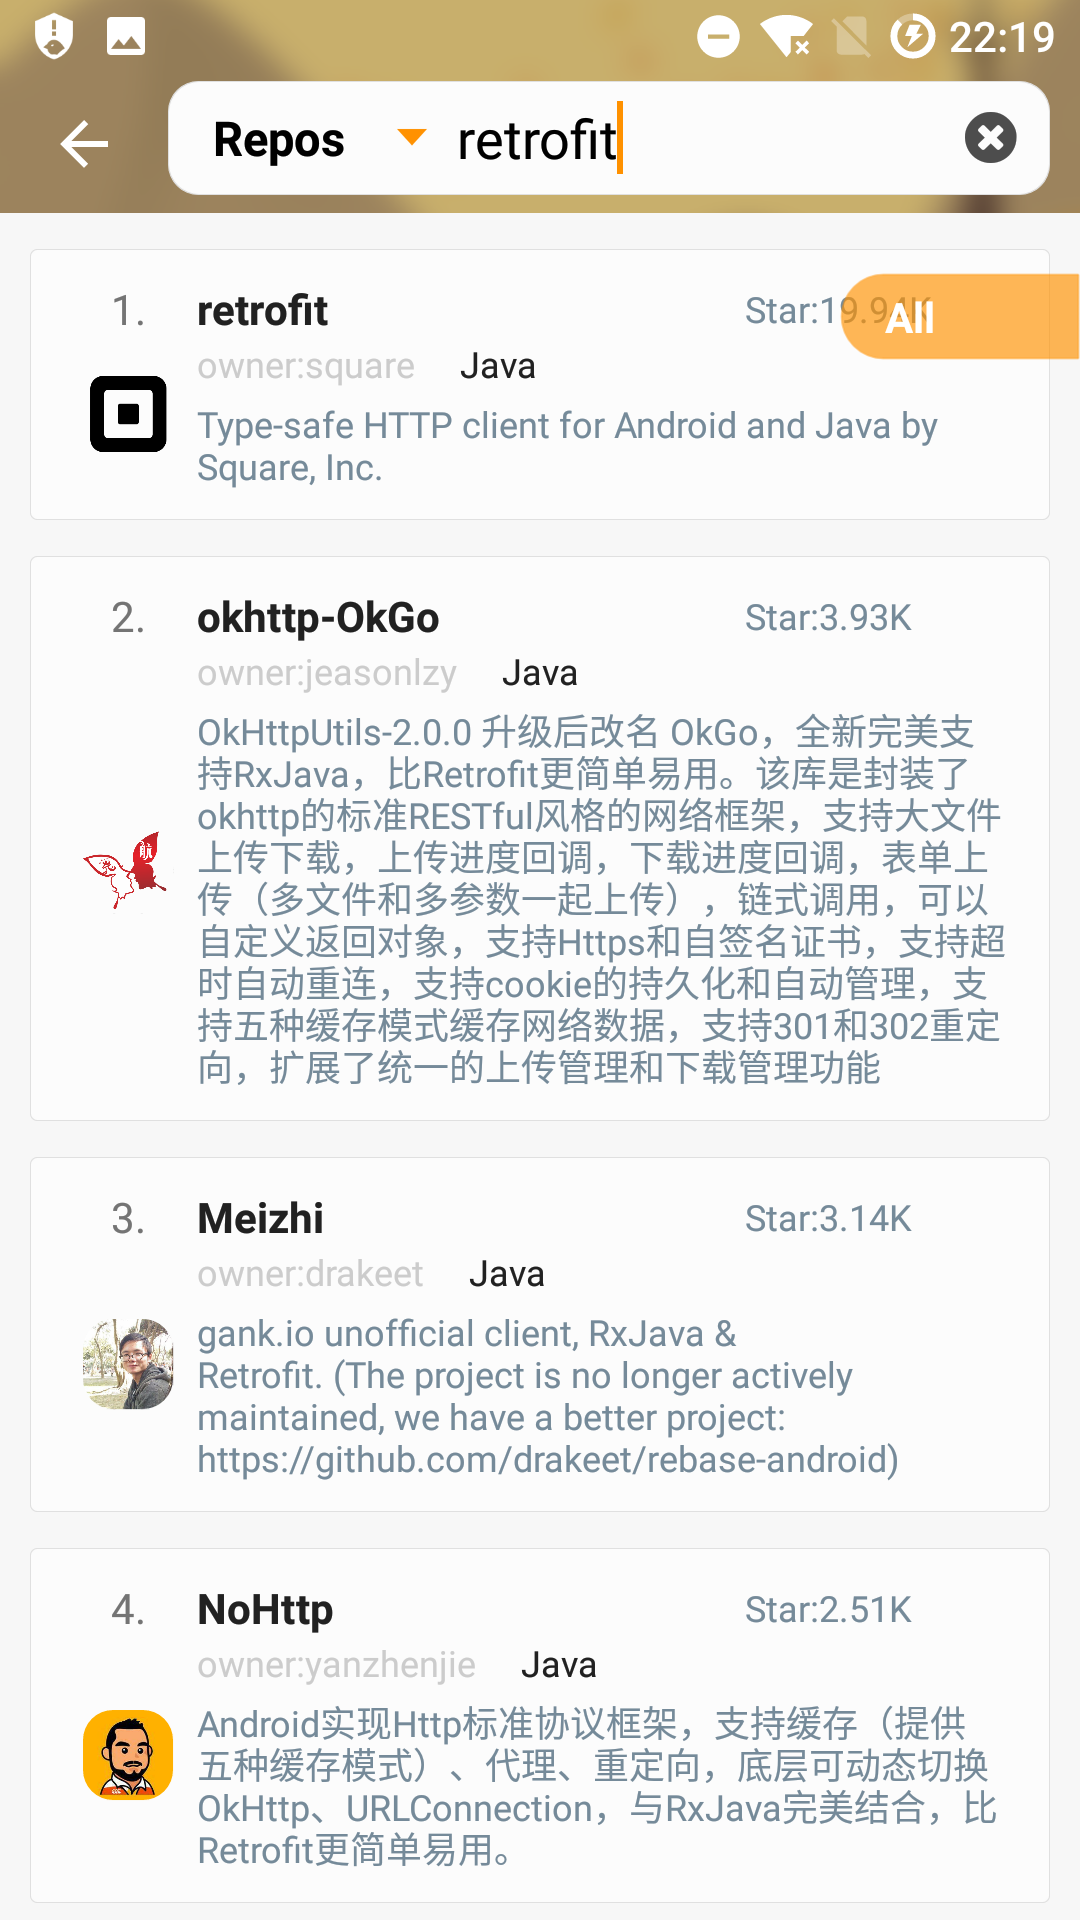 22:19
Repos retrofit
1. retrofit Star:19.94K
All
owner:square Java
Type-safe HTTP client for Android and Java by
Square, Inc.
2. okhttp-OkGo Star:3.93K
owner:jeasonlzy Java
OkHttpUtils-2.0.0 升级后改名 OkGo，全新完美支
持RxJava，比Retrofit更简单易用。该库是封装了
okhttp的标准RESTful风格的网络框架，支持大文件
上传下载，上传进度回调，下载进度回调，表单上
传（多文件和多参数一起上传），链式调用，可以
自定义返回对象，支持Https和自签名证书，支持超
时自动重连，支持cookie的持久化和自动管理，支
持五种缓存模式缓存网络数据，支持301和302重定
向，扩展了统一的上传管理和下载管理功能
3. Meizhi Star:3.14K
owner:drakeet Java
gank.io unofficial client, RxJava &
Retrofit. (The project is no longer actively
maintained, we have a better project:
https://github.com/drakeet/rebase-android)
4. NoHttp Star:2.51K
owner:yanzhenjie Java
Android实现Http标准协议框架，支持缓存（提供
五种缓存模式）、代理、重定向，底层可动态切换
OkHttp、URLConnection，与RxJava完美结合，比
Retrofit更简单易用。